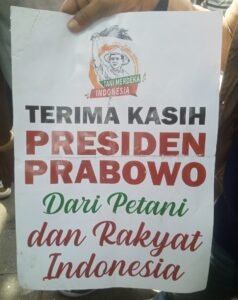 TANI MERDEKA
INDONESIA
TERIMA KASIH
PRESIDEN
PRABOWO
Dari Petani
dan Rakyat
Indonesia